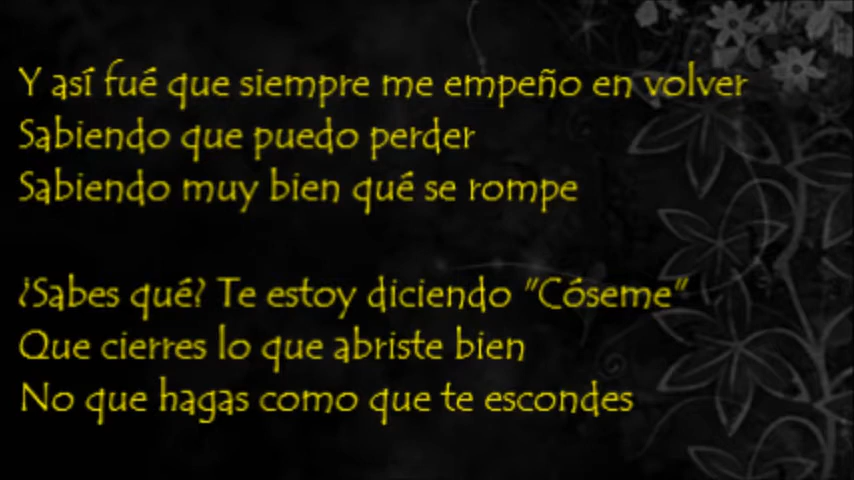 Y así fué que siempre me empeño en volver
Sabiendo que puedo perder
Sabiendo muy bien qué se rompe
¿Sabes qué? Te estoy diciendo "Cóseme"
Que cierres lo que abriste bien
No que hagas como que te escondes